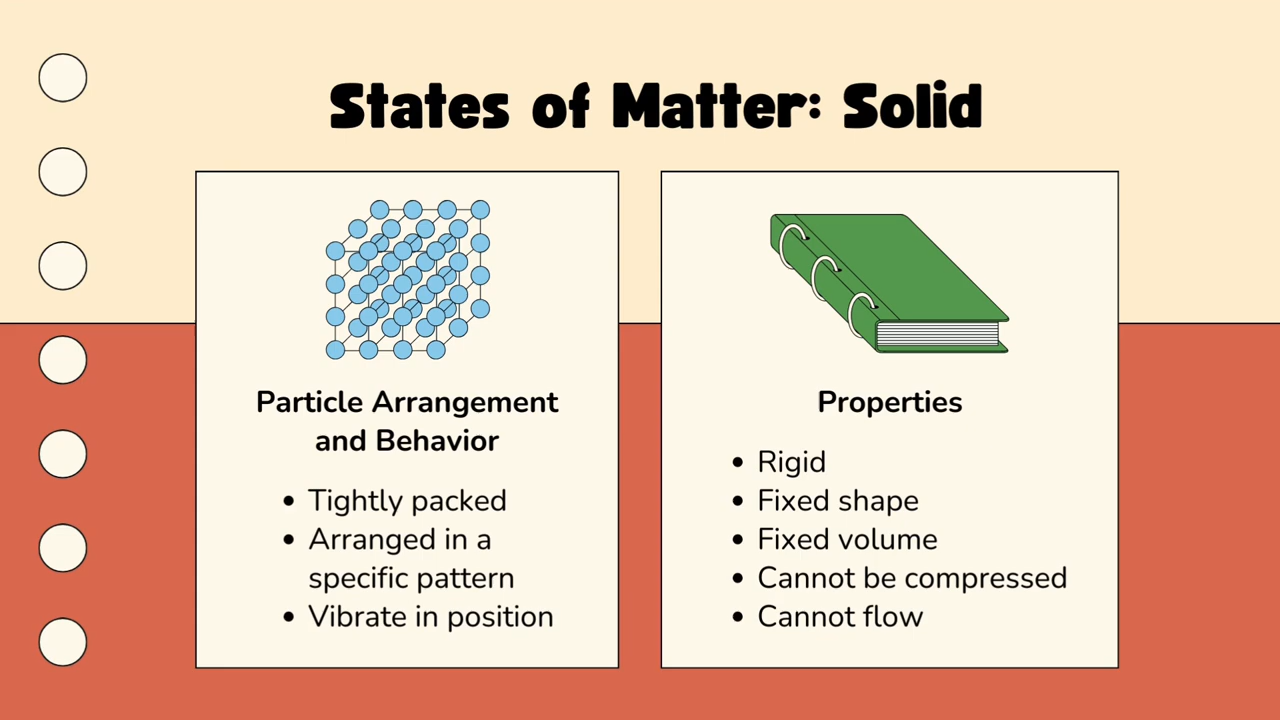 States of Matter: Solid
Particle Arrangement
and Behavior
• Tightly packed
• Arranged in a
specific pattern
• Vibrate in position
Properties
• Rigid
• Fixed shape
• Fixed volume
• Cannot be compressed
• Cannot flow